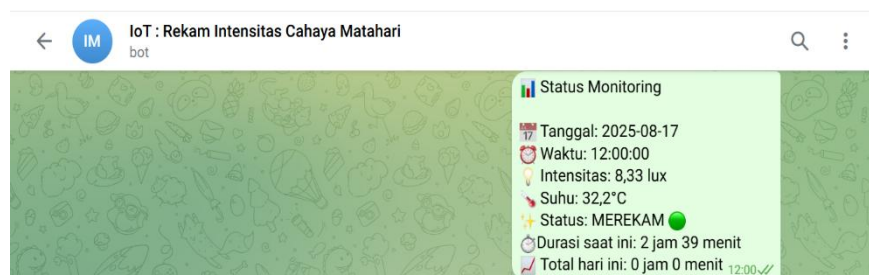 IM
IoT : Rekam Intensitas Cahaya Matahari
bot
📊 Status Monitoring
📅 Tanggal: 2025-08-17
⏰ Waktu: 12:00:00
💡 Intensitas: 8,33 lux
🌡️ Suhu: 32,2°C
✨ Status: MEREKAM 🟢
⏱️Durasi saat ini: 2 jam 39 menit
📈 Total hari ini: 0 jam 0 menit 12:00